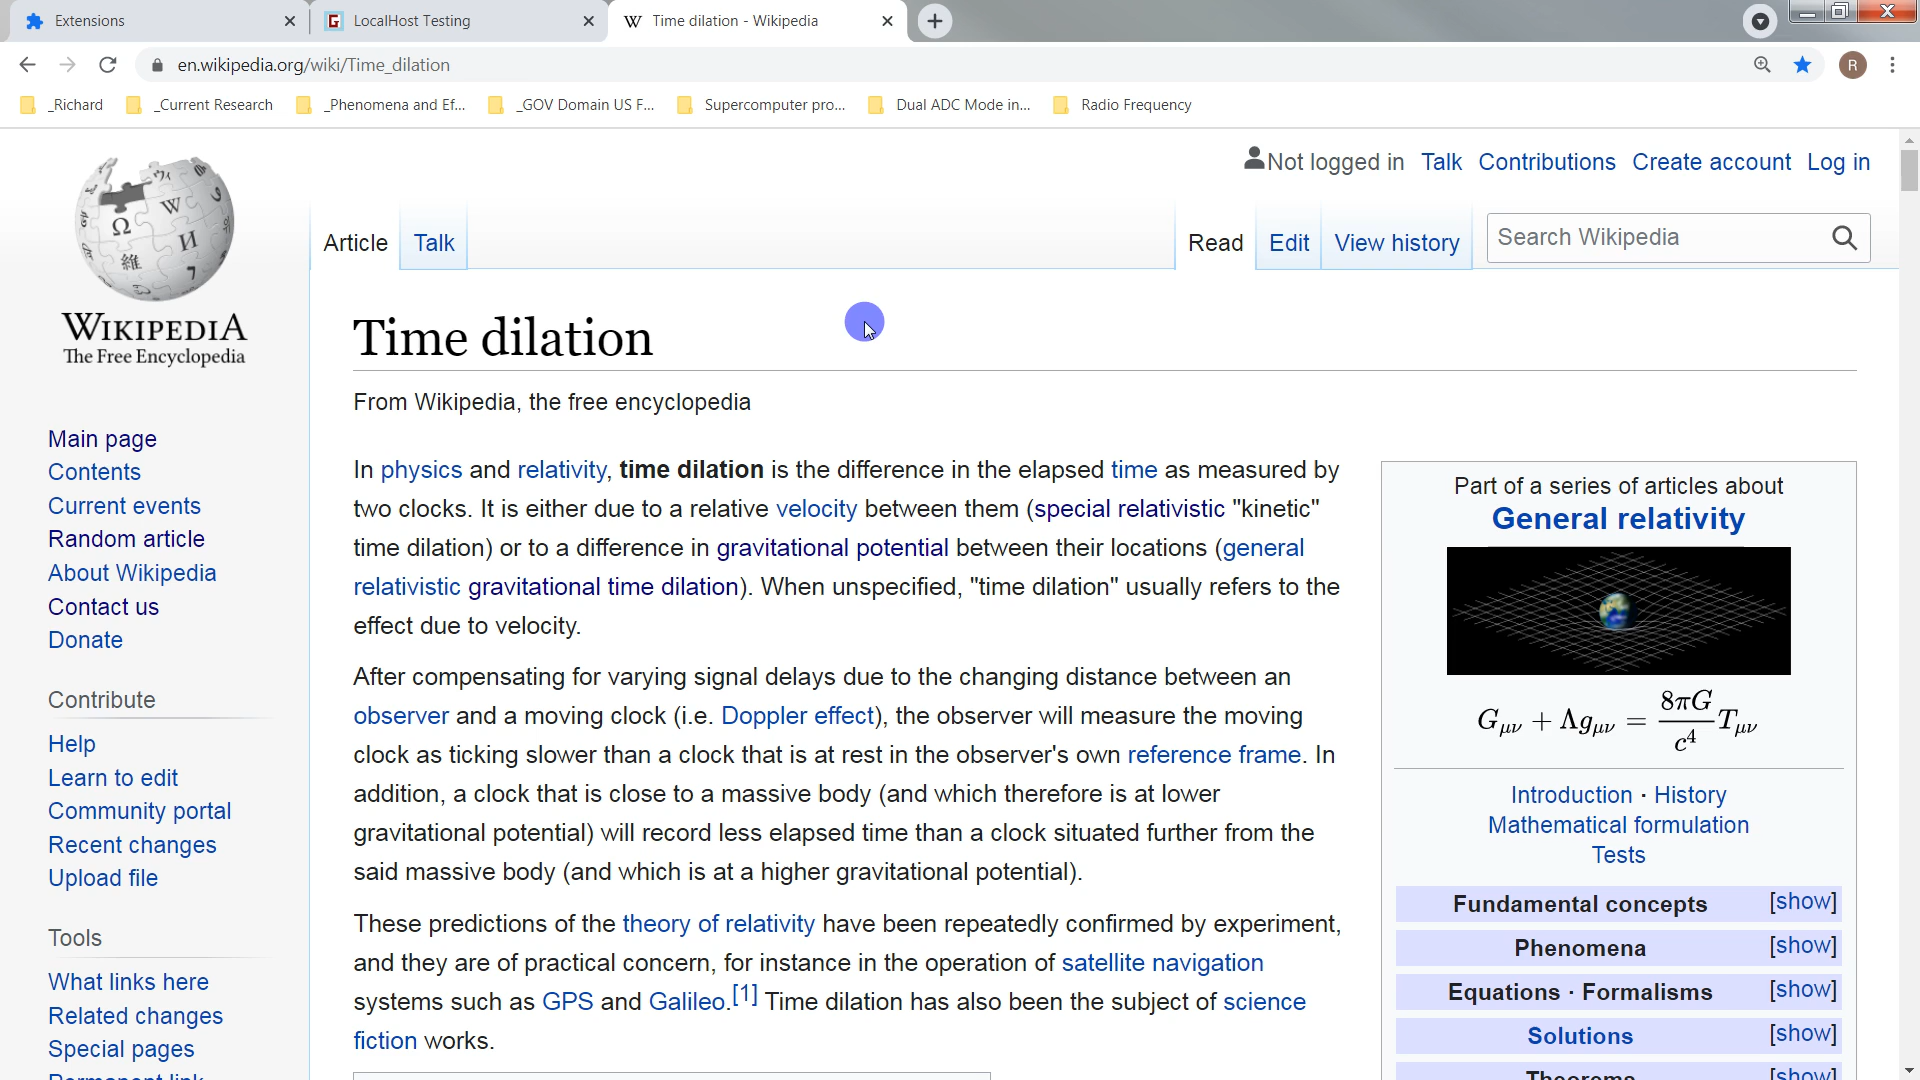 Extensions
LocalHost Testing
Time dilation - Wikipedia
en.wikipedia.org/wiki/Time_dilation
R
_Richard
_Current Research
_Phenomena and Ef...
_GOV Domain US F...
Supercomputer pro...
Dual ADC Mode in...
Radio Frequency
Not logged in Talk Contributions Create account Log in
Article Talk Read Edit View history Search Wikipedia
WIKIPEDIA
The Free Encyclopedia
Main page
Contents
Current events
Random article
About Wikipedia
Contact us
Donate
Contribute
Help
Learn to edit
Community portal
Recent changes
Upload file
Tools
What links here
Related changes
Special pages
Time dilation
From Wikipedia, the free encyclopedia
In physics and relativity, time dilation is the difference in the elapsed time as measured by
two clocks. It is either due to a relative velocity between them (special relativistic "kinetic"
time dilation) or to a difference in gravitational potential between their locations (general
relativistic gravitational time dilation). When unspecified, "time dilation" usually refers to the
effect due to velocity.
After compensating for varying signal delays due to the changing distance between an
observer and a moving clock (i.e. Doppler effect), the observer will measure the moving
clock as ticking slower than a clock that is at rest in the observer's own reference frame. In
addition, a clock that is close to a massive body (and which therefore is at lower
gravitational potential) will record less elapsed time than a clock situated further from the
said massive body (and which is at a higher gravitational potential).
These predictions of the theory of relativity have been repeatedly confirmed by experiment,
and they are of practical concern, for instance in the operation of satellite navigation
systems such as GPS and Galileo.[1] Time dilation has also been the subject of science
fiction works.
Part of a series of articles about
General relativity
Gμν + Λgμν = 8πG/c⁴ Tμν
Introduction · History
Mathematical formulation
Tests
Fundamental concepts [show]
Phenomena [show]
Equations · Formalisms [show]
Solutions [show]